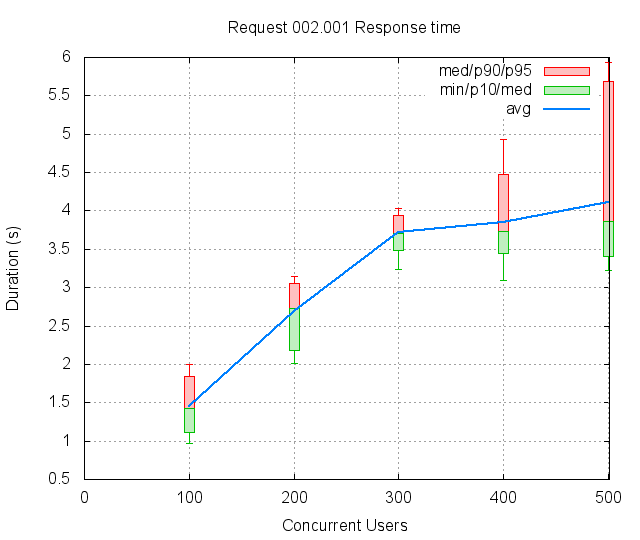 Request 002.001 Response time
med/p90/p95
min/p10/med
avg
6
5.5
5
4.5
4
3.5
3
2.5
2
1.5
1
0.5
Duration (s)
0 100 200 300 400 500
Concurrent Users